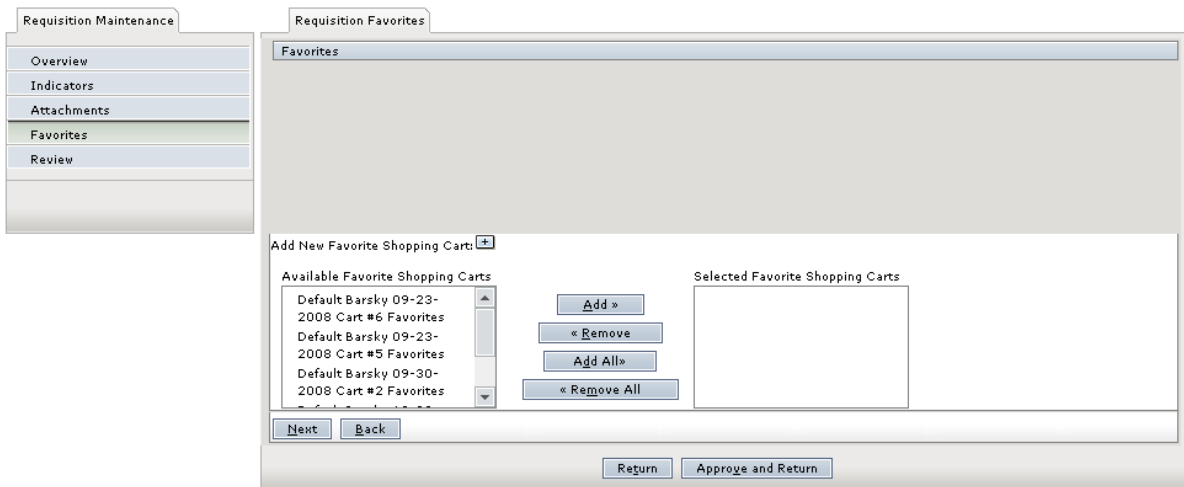 Requisition Maintenance
Overview
Indicators
Attachments
Favorites
Review
Requisition Favorites
Favorites
Add New Favorite Shopping Cart: +
Available Favorite Shopping Carts
Default Barsky 09-23-
2008 Cart #6 Favorites
Default Barsky 09-23-
2008 Cart #5 Favorites
Default Barsky 09-30-
2008 Cart #2 Favorites
Add »
« Remove
Add All»
« Remove All
Selected Favorite Shopping Carts
Next Back
Return Approve and Return